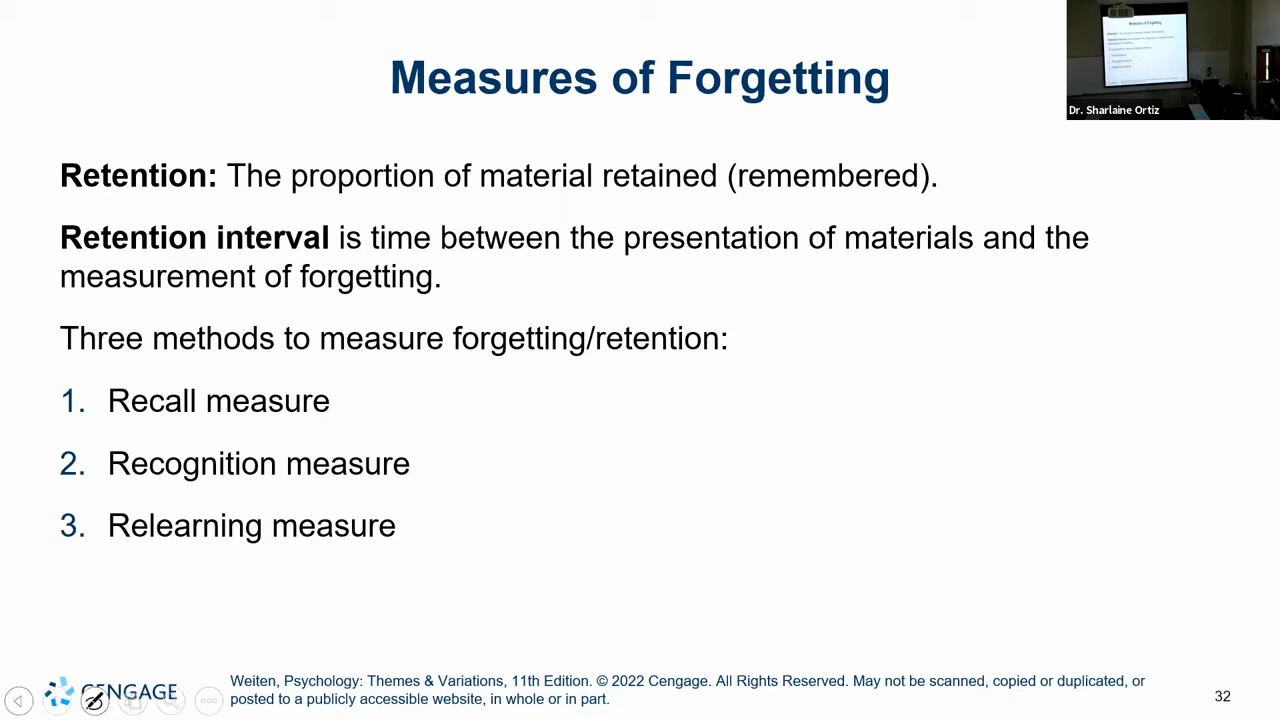 Measures of Forgetting
Dr. Sharlaine Ortiz
Retention: The proportion of material retained (remembered).
Retention interval is time between the presentation of materials and the
measurement of forgetting.
Three methods to measure forgetting/retention:
1. Recall measure
2. Recognition measure
3. Relearning measure
CENGAGE
Weiten, Psychology: Themes & Variations, 11th Edition. © 2022 Cengage. All Rights Reserved. May not be scanned, copied or duplicated, or
posted to a publicly accessible website, in whole or in part.
32